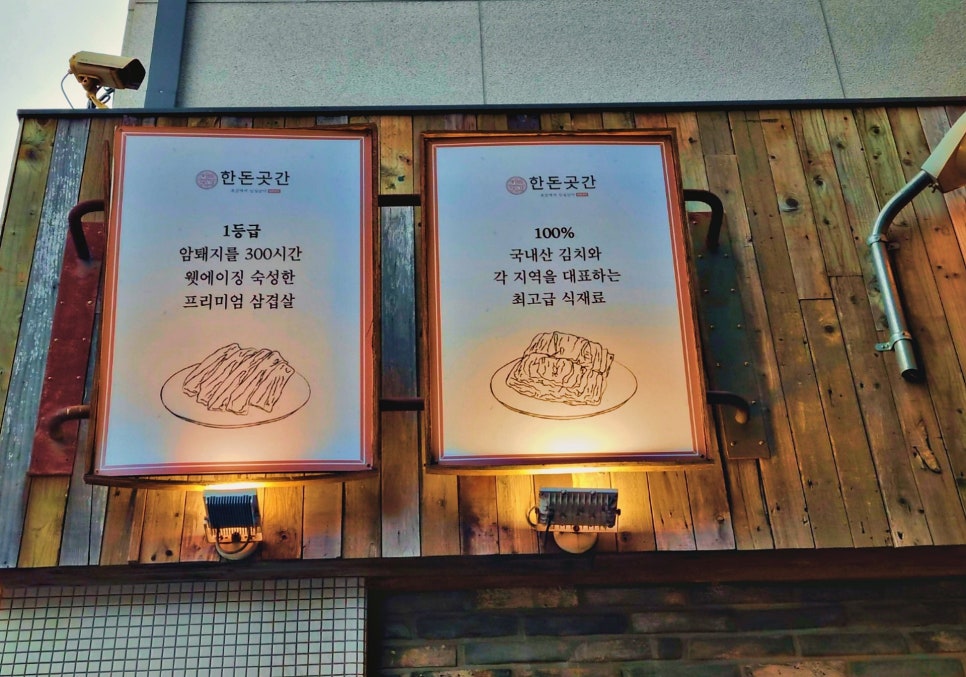 한돈곳간
1등급
암퇘지를 300시간
웻에이징 숙성한
프리미엄 삼겹살
한돈곳간
100%
국내산 김치와
각 지역을 대표하는
최고급 식재료